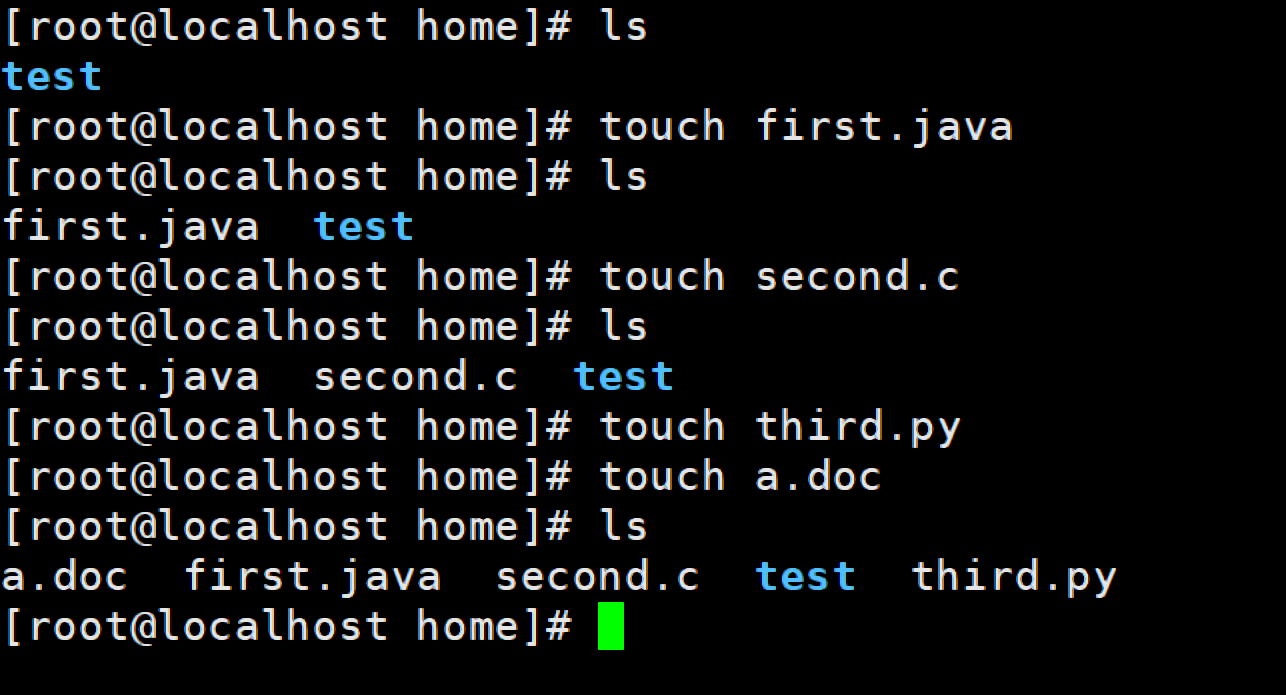 [root@localhost home]# ls
test
[root@localhost home]# touch first.java
[root@localhost home]# ls
first.java  test
[root@localhost home]# touch second.c
[root@localhost home]# ls
first.java  second.c  test
[root@localhost home]# touch third.py
[root@localhost home]# touch a.doc
[root@localhost home]# ls
a.doc  first.java  second.c  test  third.py
[root@localhost home]#